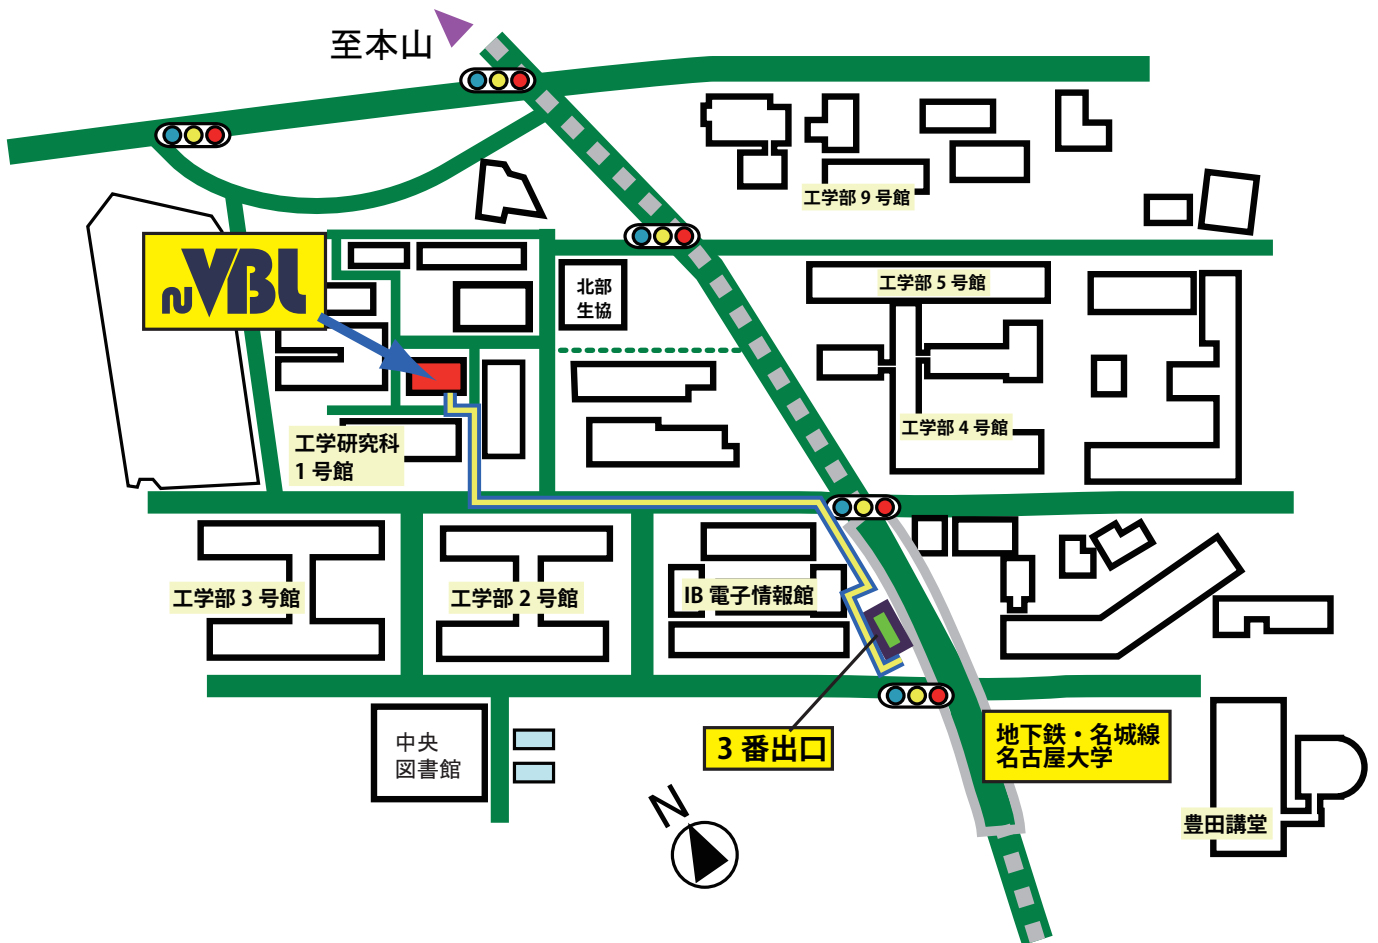 至本山
工学部 9 号館
VBL
北部
生協
工学部 5 号館
工学部 4 号館
工学研究科
1 号館
工学部 3 号館
工学部 2 号館
IB 電子情報館
中央
図書館
3 番出口
地下鉄・名城線
名古屋大学
豊田講堂
N